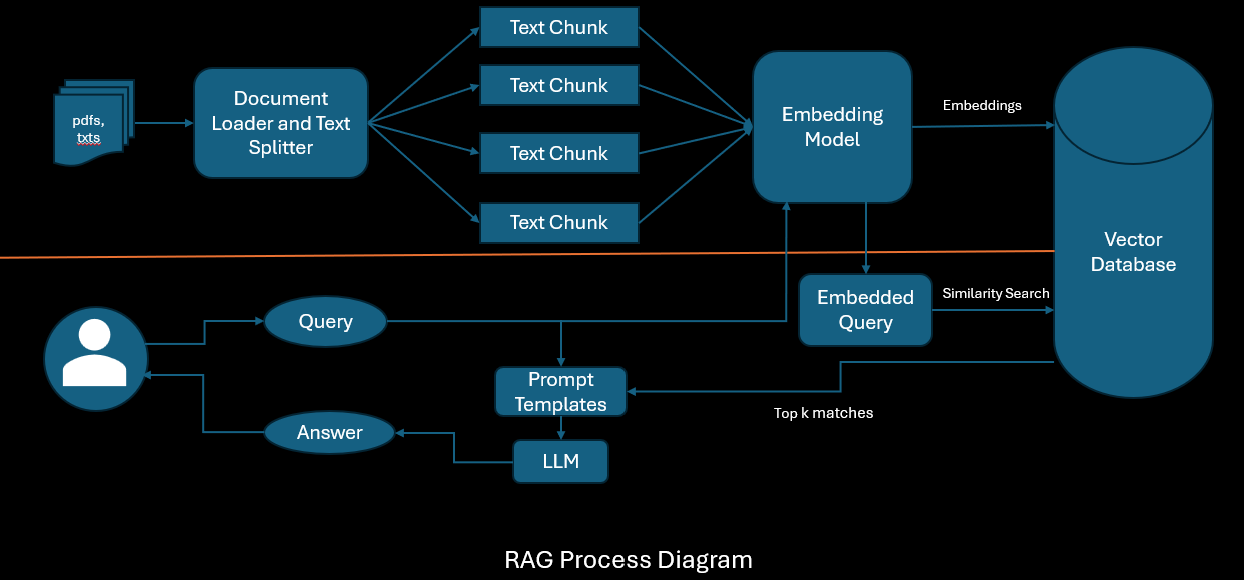 Text Chunk
Text Chunk
Text Chunk
Text Chunk
pdfs,
txts
Document
Loader and Text
Splitter
Embedding
Model
Embeddings
Vector
Database
Query
Embedded
Query
Similarity Search
Prompt
Templates
Top k matches
Answer
LLM
RAG Process Diagram